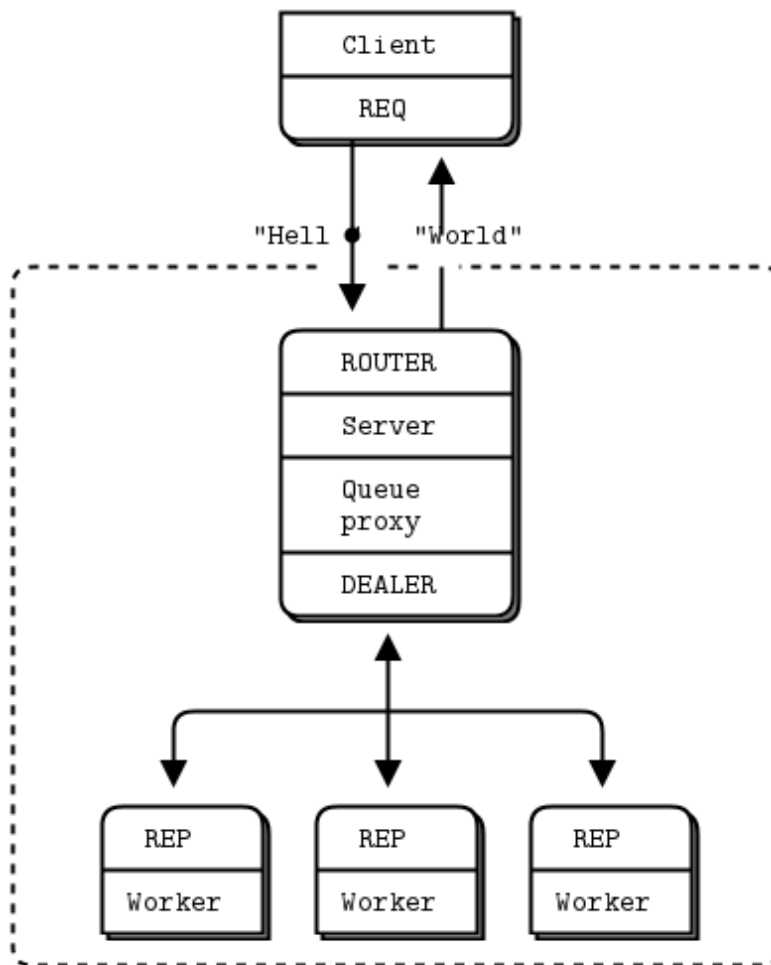 Client
REQ
"Hell "World"
ROUTER
Server
Queue
proxy
DEALER
REP REP REP
Worker Worker Worker